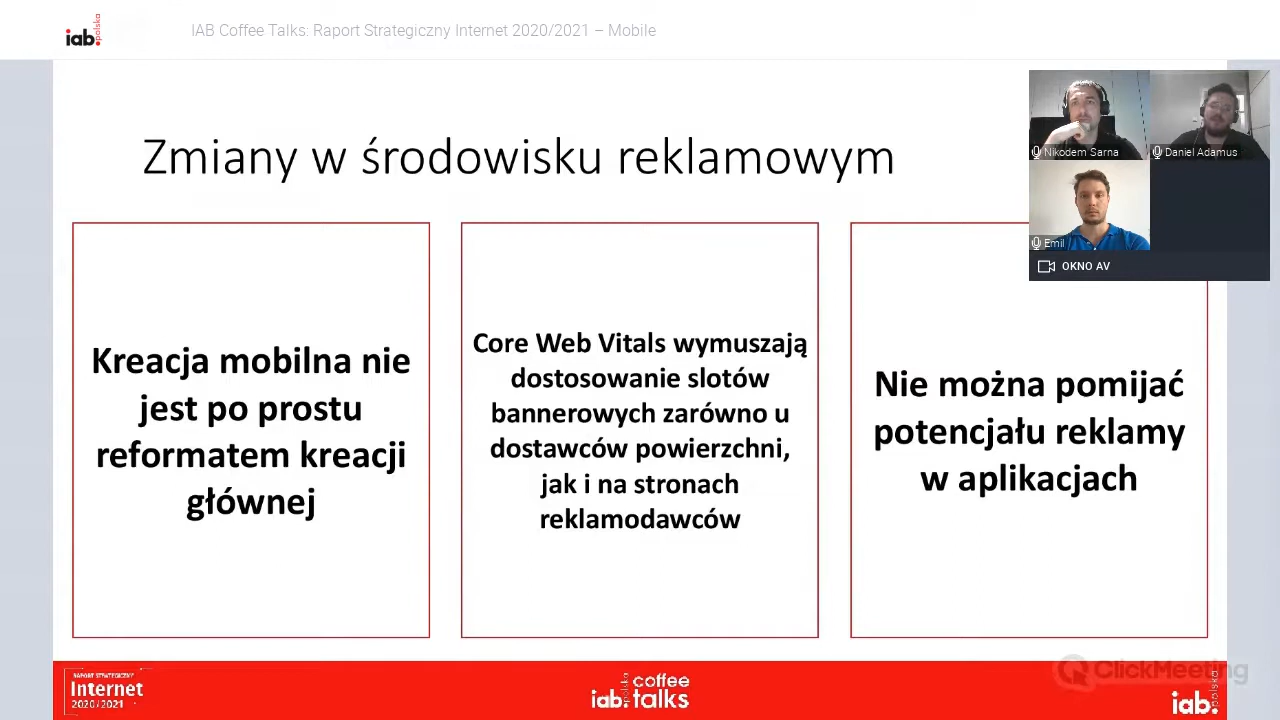 iab.polska
IAB Coffee Talks: Raport Strategiczny Internet 2020/2021 – Mobile
Zmiany w środowisku reklamowym
Nikodem Sarna
Daniel Adamus
Emil
OKNO AV
Kreacja mobilna nie
jest po prostu
reformatem kreacji
głównej
Core Web Vitals wymuszają
dostosowanie slotów
bannerowych zarówno u
dostawców powierzchni,
jak i na stronach
reklamodawców
Nie można pomijać
potencjału reklamy
w aplikacjach
RAPORT STRATEGICZNY
Internet
2020/2021
iab.polska
coffee
talks
ClickMeeting
iab.polska